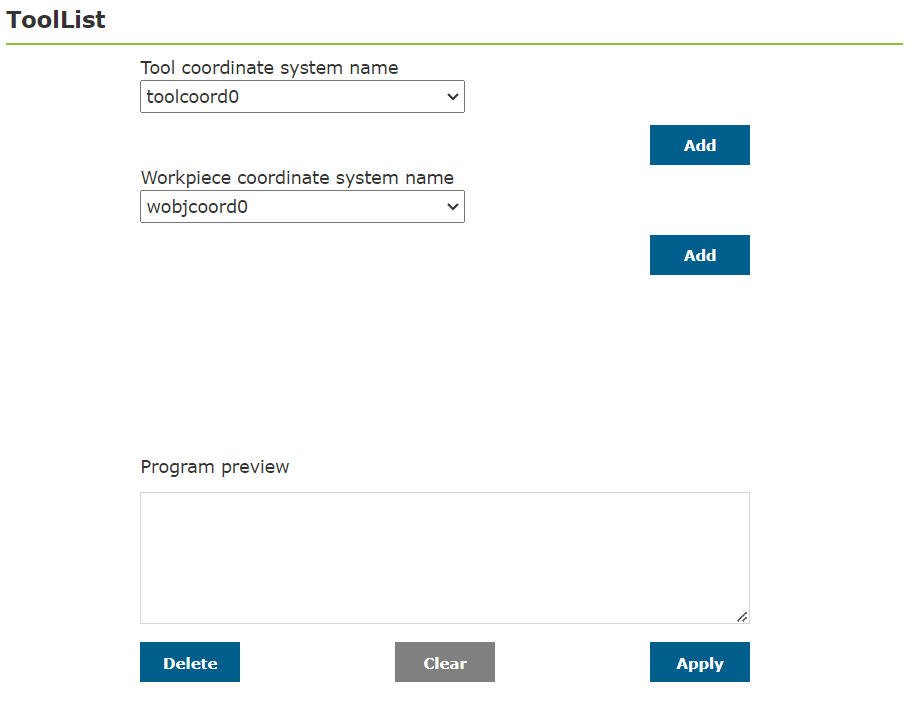 ToolList
Tool coordinate system name
toolcoord0
Add
Workpiece coordinate system name
wobjcoord0
Add
Program preview
Delete
Clear
Apply